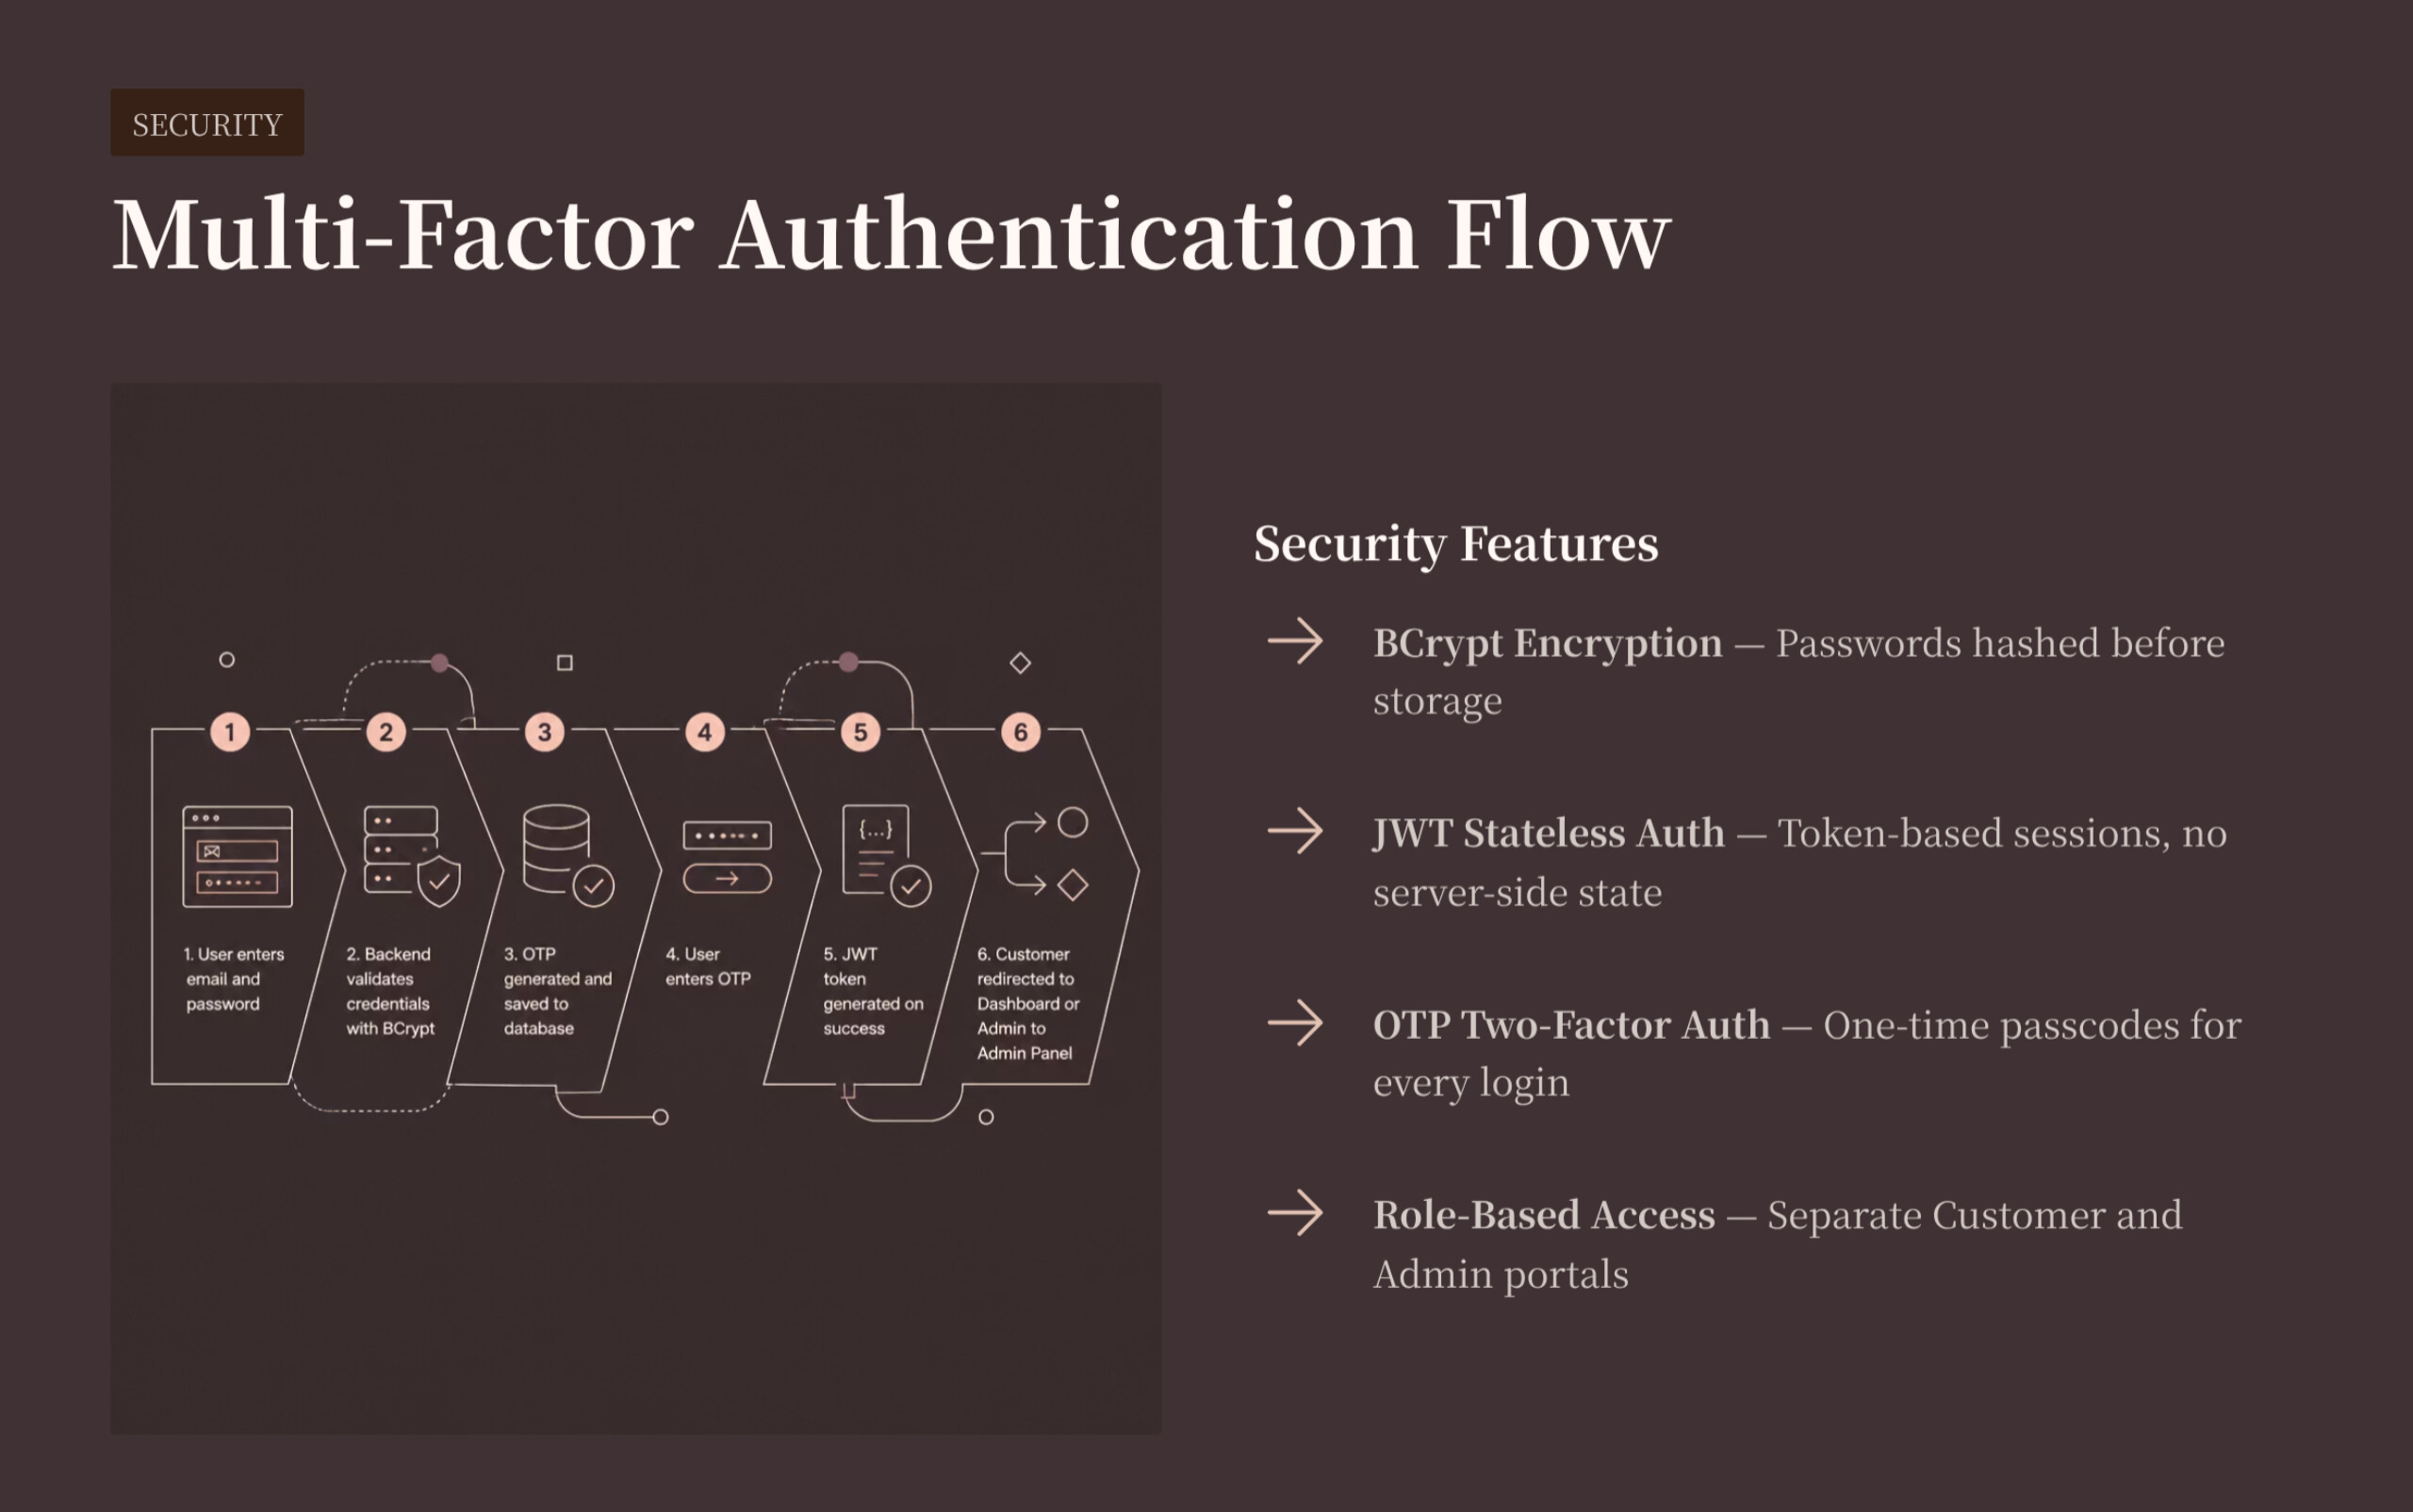 SECURITY
Multi-Factor Authentication Flow
1
2
3
4
5
6
{...}
1. User enters
email and
password
2. Backend
validates
credentials
with BCrypt
3. OTP
generated and
saved to
database
4. User
enters OTP
5. JWT
token
generated on
success
6. Customer
redirected to
Dashboard or
Admin to
Admin Panel
Security Features
BCrypt Encryption — Passwords hashed before
storage
JWT Stateless Auth — Token-based sessions, no
server-side state
OTP Two-Factor Auth — One-time passcodes for
every login
Role-Based Access — Separate Customer and
Admin portals